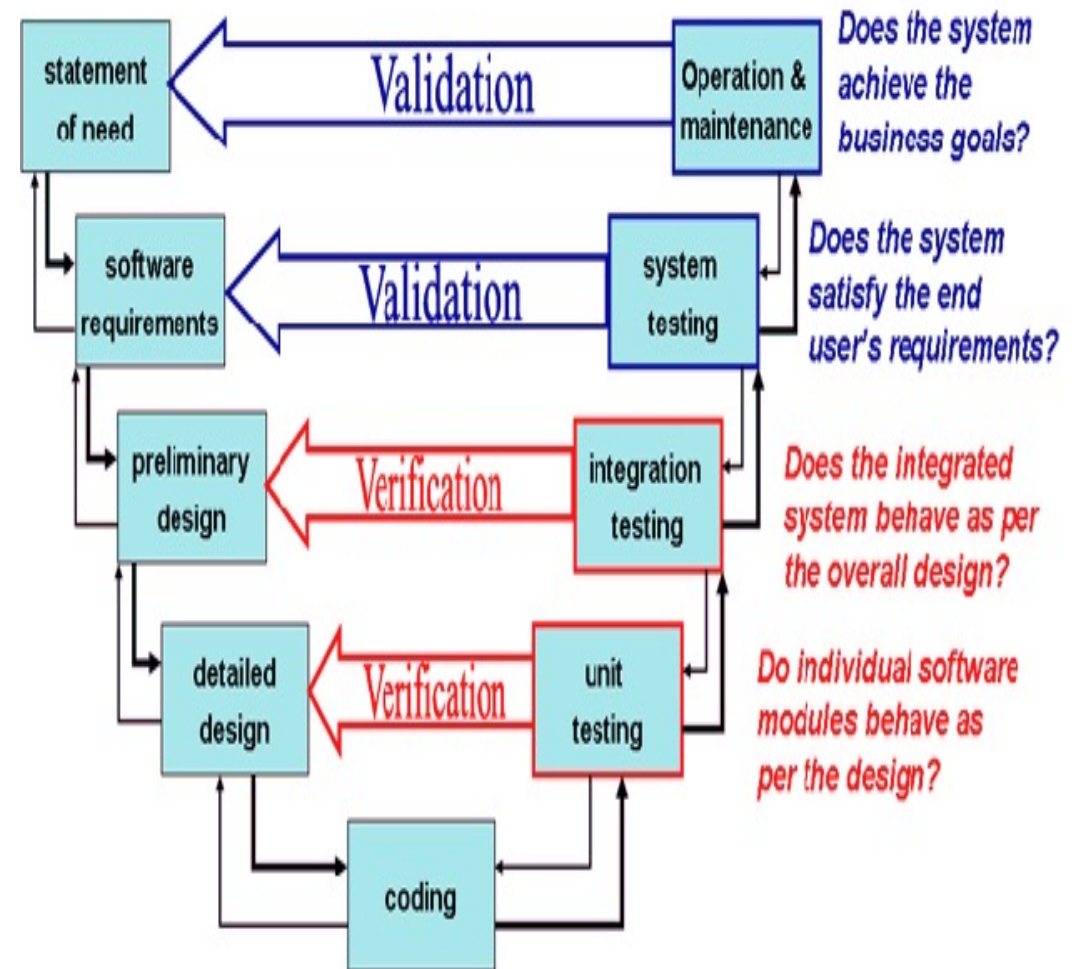 statement
of need
Validation
Operation &
maintenance
Does the system
achieve the
business goals?
software
requirements
Validation
system
testing
Does the system
satisfy the end
user's requirements?
preliminary
design
Verification
integration
testing
Does the integrated
system behave as per
the overall design?
detailed
design
Verification
unit
testing
Do individual software
modules behave as
per the design?
coding